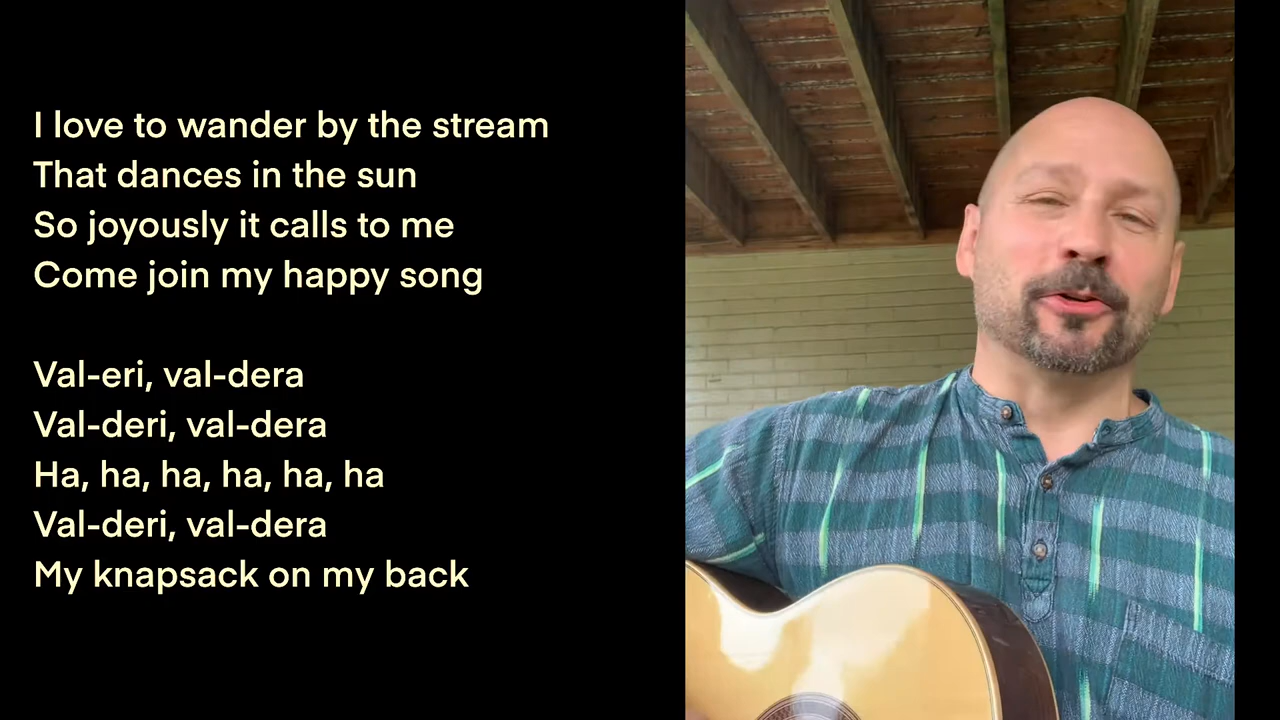 I love to wander by the stream
That dances in the sun
So joyously it calls to me
Come join my happy song
Val-eri, val-dera
Val-deri, val-dera
Ha, ha, ha, ha, ha, ha
Val-deri, val-dera
My knapsack on my back